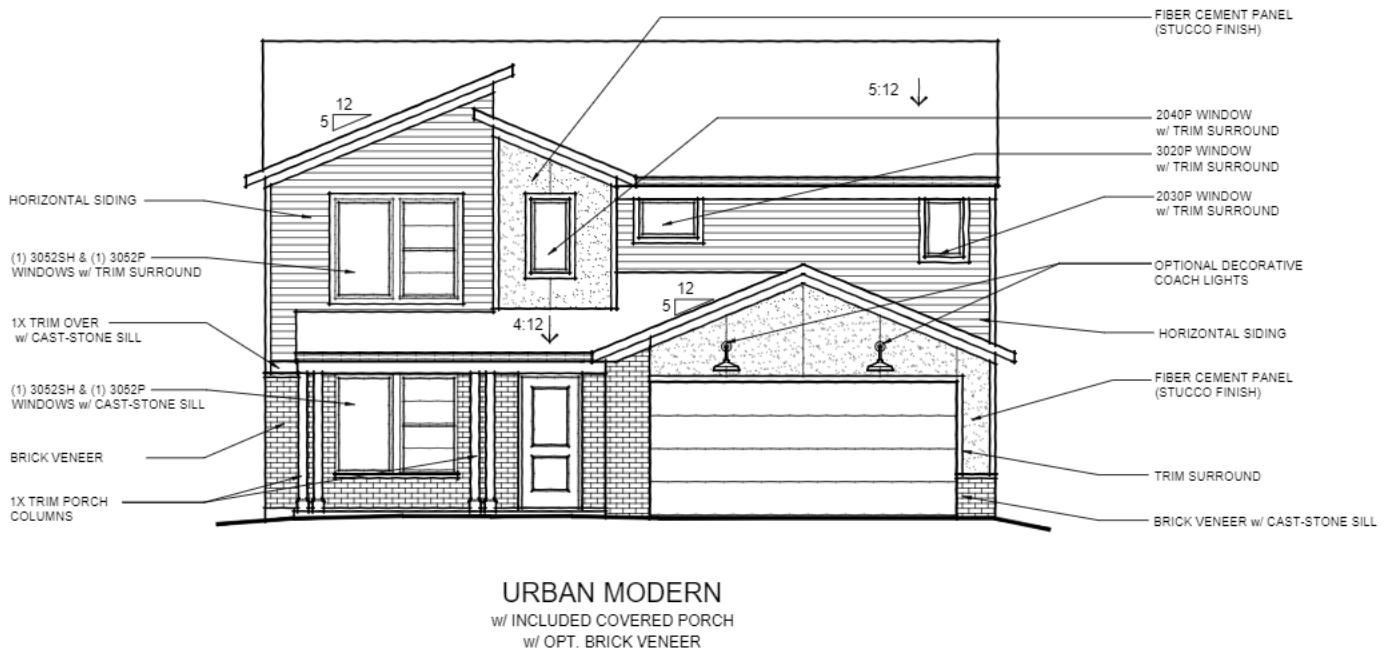 FIBER CEMENT PANEL
(STUCCO FINISH)
5:12
12
5
2040P WINDOW
w/ TRIM SURROUND
3020P WINDOW
w/ TRIM SURROUND
2030P WINDOW
w/ TRIM SURROUND
HORIZONTAL SIDING
(1) 3052SH & (1) 3052P
WINDOWS w/ TRIM SURROUND
OPTIONAL DECORATIVE
COACH LIGHTS
12
5
4:12
1X TRIM OVER
w/ CAST-STONE SILL
HORIZONTAL SIDING
(1) 3052SH & (1) 3052P
WINDOWS w/ CAST-STONE SILL
FIBER CEMENT PANEL
(STUCCO FINISH)
BRICK VENEER
TRIM SURROUND
1X TRIM PORCH
COLUMNS
BRICK VENEER w/ CAST-STONE SILL
URBAN MODERN
w/ INCLUDED COVERED PORCH
w/ OPT. BRICK VENEER